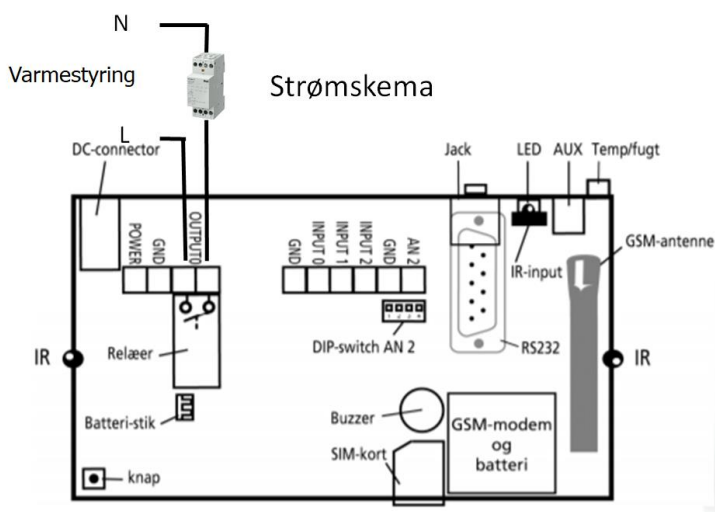 N
Varmestyring
Strømskema
L
DC-connector
Jack
LED
AUX
Temp/fugt
POWER
GND
OUTPUT0
GND
INPUT 0
INPUT 1
INPUT 2
GND
AN 2
GSM-antenne
IR-input
DIP-switch AN 2
RS232
IR
Relæer
IR
Batteri-stik
Buzzer
GSM-modem
og
batteri
SIM-kort
knap